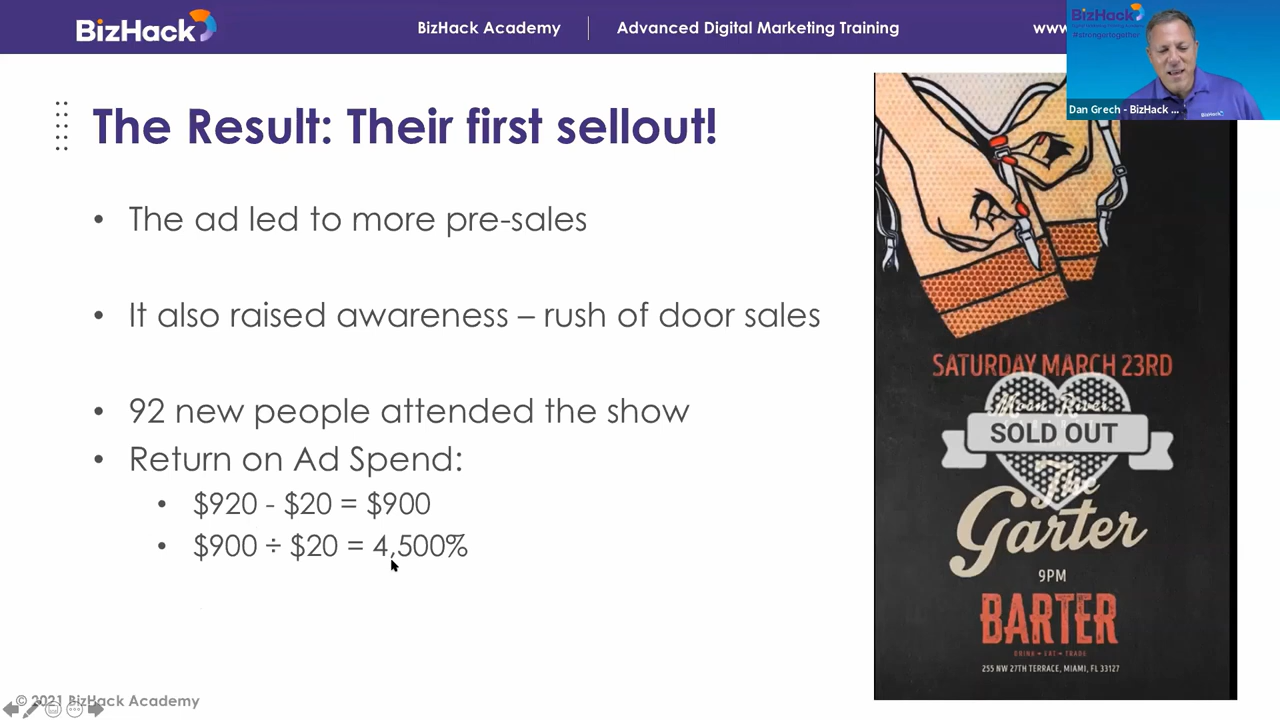 BizHack
BizHack Academy
Advanced Digital Marketing Training
www
BizHack
#strongertogether
Dan Grech - BizHack ...
BizHack
The Result: Their first sellout!
• The ad led to more pre-sales
• It also raised awareness – rush of door sales
• 92 new people attended the show
• Return on Ad Spend:
• $920 - $20 = $900
• $900 ÷ $20 = 4,500%
SATURDAY MARCH 23RD
Moon River
SOLD OUT
The
Garter
9PM
BARTER
DRINK • EAT • TRADE
255 NW 27TH TERRACE, MIAMI, FL 33127
© 2021 BizHack Academy